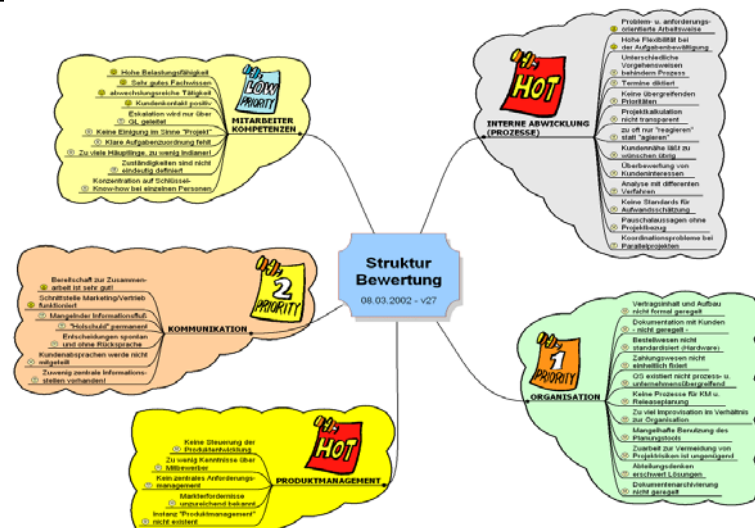 Struktur
Bewertung
08.03.2002 - v27
LOW
PRIORITY
MITARBEITER
KOMPETENZEN
Hohe Belastungsfähigkeit
Sehr gutes Fachwissen
abwechslungsreiche Tätigkeit
Kundenkontakt positiv
Eskalation wird nur über
GL geleitet
Keine Einigung im Sinne "Projekt"
Klare Aufgabenzuordnung fehlt
Zu viele Häuptlinge, zu wenig Indianer!
Zuständigkeiten sind nicht
eindeutig definiert
Konzentration auf Schlüssel-
Know-how bei einzelnen Personen
2
PRIORITY
KOMMUNIKATION
Bereitschaft zur Zusammen-
arbeit ist sehr gut!
Schnittstelle Marketing/Vertrieb
funktioniert
Mangelnder Informationsfluß
"Holschuld" permanent
Entscheidungen spontan
und ohne Rücksprache
Kundenabsprachen werde nicht
mitgeteilt
Zuwenig zentrale Informations-
stellen vorhanden!
HOT
PRODUKTMANAGEMENT
Keine Steuerung der
Produktentwicklung
Zu wenig Kenntnisse über
Mitbewerber
Kein zentrales Anforderungs-
management
Markterfordernisse
unzureichend bekannt
Instanz "Produktmanagement"
nicht existent
HOT
INTERNE ABWICKLUNG
(PROZESSE)
Problem- u. anforderungs-
orientierte Arbeitsweise
Hohe Flexibilität bei
der Aufgabenbewältigung
Unterschiedliche
Vorgehensweisen
behindern Prozess
Termine diktiert
Keine übergreifenden
Prioritäten
Projektkalkulation
nicht transparent
zu oft nur "reagieren"
statt "agieren"
Kundennähe läßt zu
wünschen übrig
Überbewertung von
Kundeninteressen
Analyse mit differenten
Verfahren
Keine Standards für
Aufwandsschätzung
Pauschalaussagen ohne
Projektbezug
Koordinationsprobleme bei
Parallelprojekten
1
PRIORITY
ORGANISATION
Vertragsinhalt und Aufbau
nicht formal geregelt
Dokumentation mit Kunden
- nicht geregelt -
Bestellwesen nicht
standardisiert (Hardware)
Zahlungswesen nicht
einheitlich fixiert
OS existiert nicht prozess- u.
unternehmensübergreifend
Keine Prozesse für KM u.
Releaseplanung
Zu viel Improvisation im Verhältnis
zur Organisation
Mangelhafte Benutzung des
Planungstools
Zuarbeit zur Vermeidung von
Projektrisiken ist ungenügend
Abteilungsdenken
erschwert Lösungen
Dokumentenarchivierung
nicht geregelt